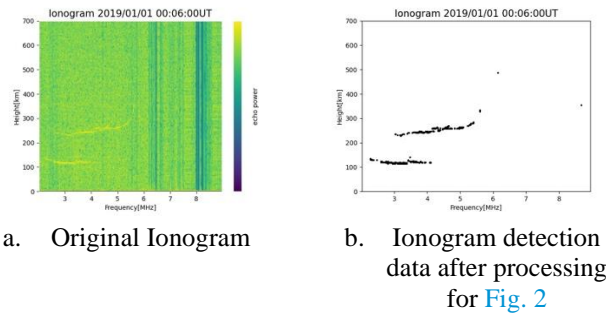 Ionogram 2019/01/01 00:06:00UT
700
600
500
400
300
200
100
0
Height[km]
3 4 5 6 7 8
Frequency[MHz]
echo power
Ionogram 2019/01/01 00:06:00UT
700
600
500
400
300
200
100
0
Height[km]
3 4 5 6 7 8
Frequency[MHz]
a. Original Ionogram
b. Ionogram detection
data after processing
for Fig. 2